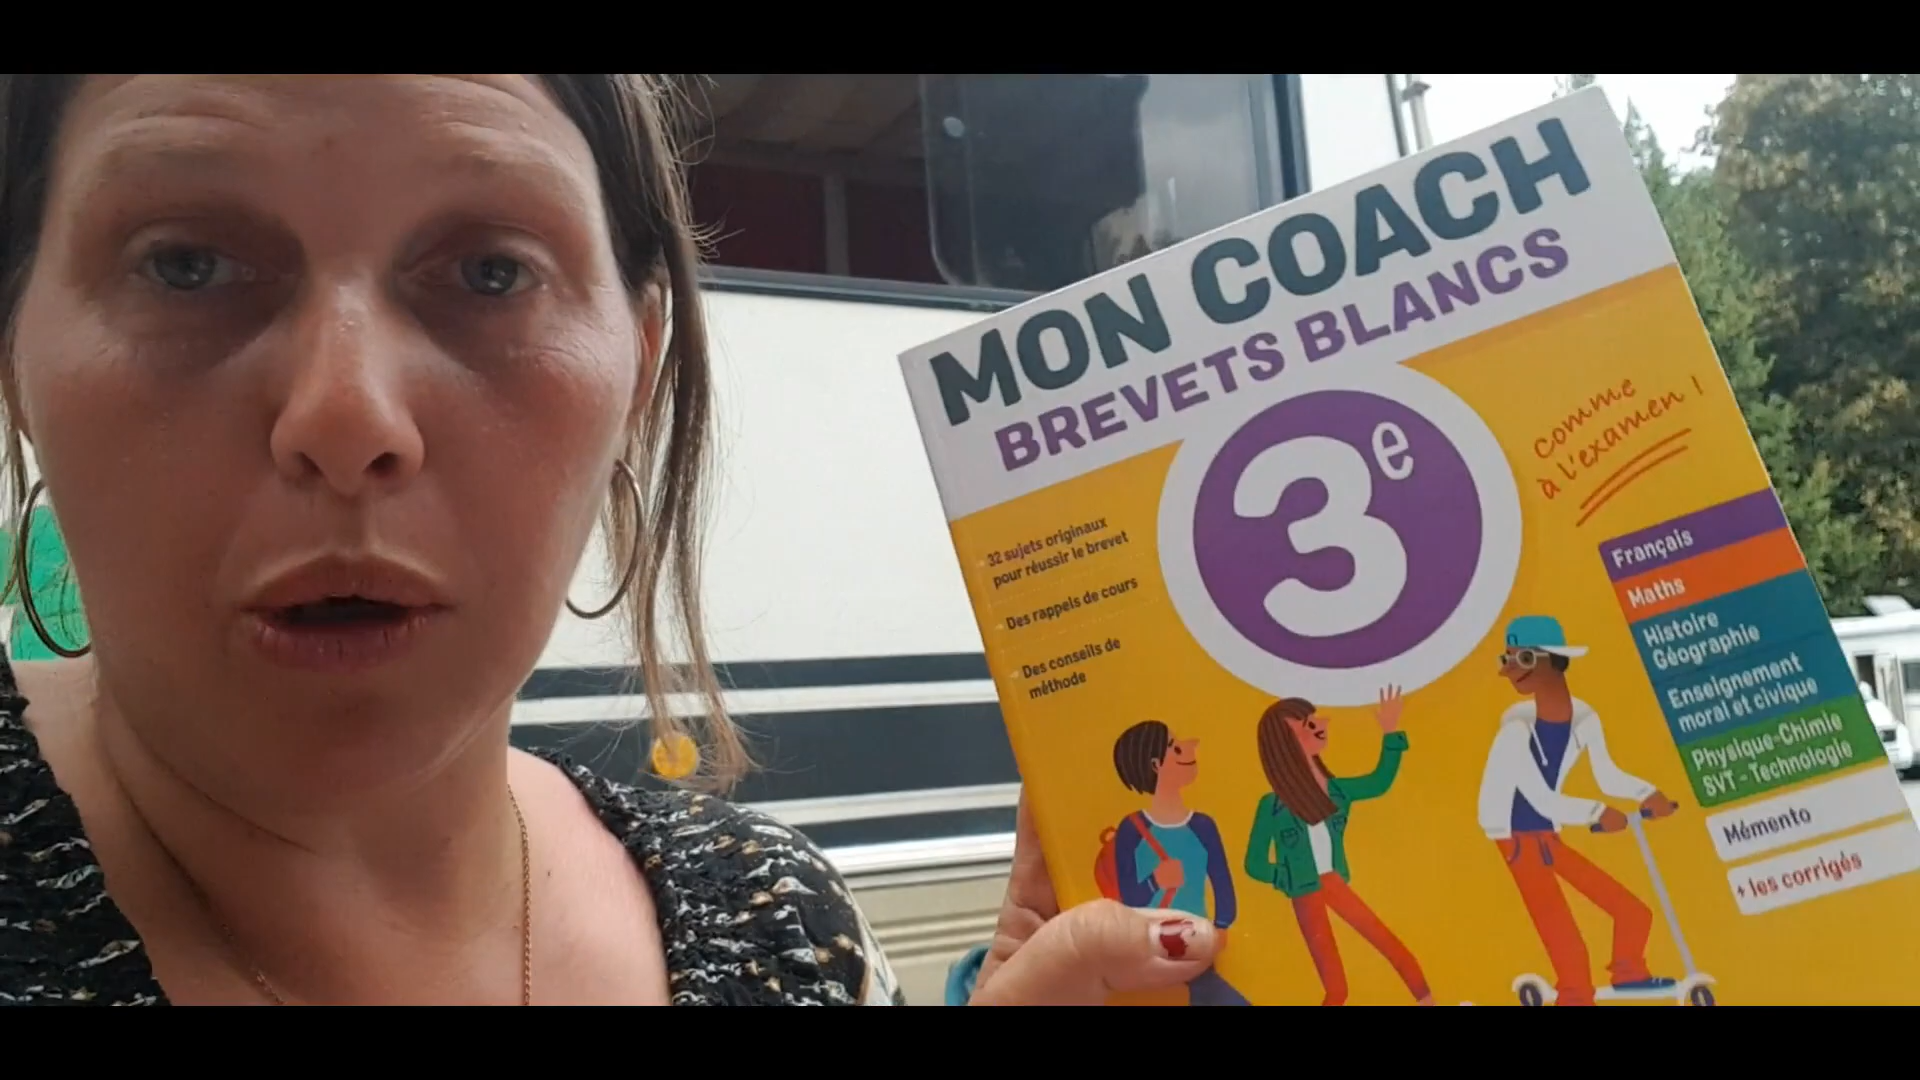 MON COACH
BREVETS BLANCS
3e
comme
à l'examen !
32 sujets originaux
pour réussir le brevet
Des rappels de cours
Des conseils de
méthode
Français
Maths
Histoire
Géographie
Enseignement
moral et civique
Physique-Chimie
SVT - Technologie
Mémento
+ les corrigés